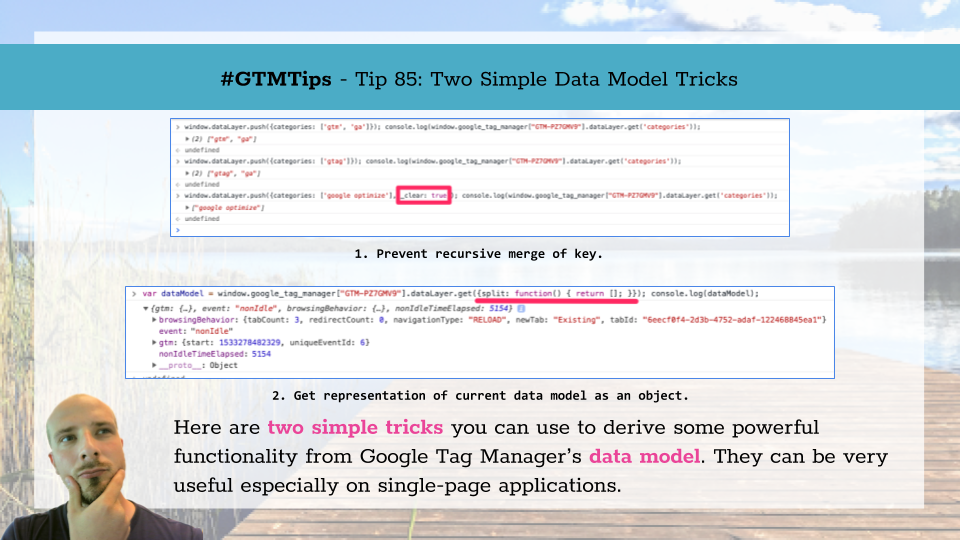 #GTMTips - Tip 85: Two Simple Data Model Tricks
> window.dataLayer.push({categories: ['gtm', 'ga']}); console.log(window.google_tag_manager["GTM-PZ7GMV9"].dataLayer.get('categories'));
▶ (2) ["gtm", "ga"]
< undefined
> window.dataLayer.push({categories: ['gtag']}); console.log(window.google_tag_manager["GTM-PZ7GMV9"].dataLayer.get('categories'));
▶ (2) ["gtag", "ga"]
< undefined
> window.dataLayer.push({categories: ['google optimize'], _clear: true}); console.log(window.google_tag_manager["GTM-PZ7GMV9"].dataLayer.get('categories'));
▶ ["google optimize"]
< undefined
>
1. Prevent recursive merge of key.
> var dataModel = window.google_tag_manager["GTM-PZ7GMV9"].dataLayer.get({split: function() { return []; }}); console.log(dataModel);
▼ {gtm: {…}, event: "nonIdle", browsingBehavior: {…}, nonIdleTimeElapsed: 5154}
▶ browsingBehavior: {tabCount: 3, redirectCount: 0, navigationType: "RELOAD", newTab: "Existing", tabId: "6eecf0f4-2d3b-4752-adaf-122468845ea1"}
event: "nonIdle"
▶ gtm: {start: 1533278482329, uniqueEventId: 6}
nonIdleTimeElapsed: 5154
▶ __proto__: Object
2. Get representation of current data model as an object.
Here are two simple tricks you can use to derive some powerful
functionality from Google Tag Manager's data model. They can be very
useful especially on single-page applications.